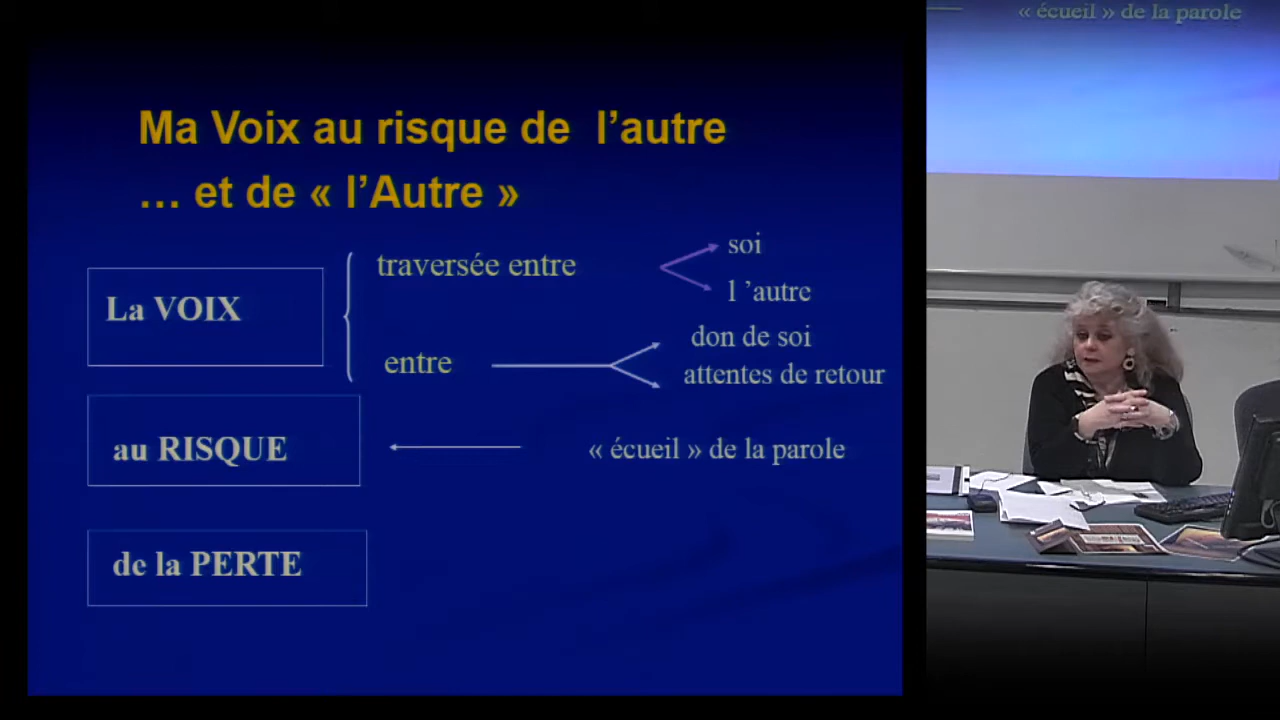 Ma Voix au risque de  l’autre
… et de « l’Autre »
La VOIX
traversée entre
soi
l ’autre
entre
don de soi
attentes de retour
au RISQUE
« écueil » de la parole
de la PERTE
« écueil » de la parole